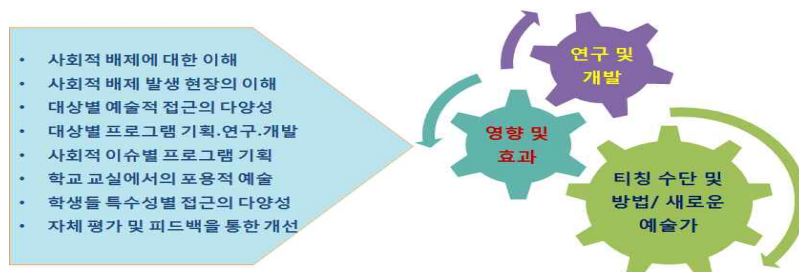 • 사회적 배제에 대한 이해
• 사회적 배제 발생 현장의 이해
• 대상별 예술적 접근의 다양성
• 대상별 프로그램 기획.연구.개발
• 사회적 이슈별 프로그램 기획
• 학교 교실에서의 포용적 예술
• 학생들 특수성별 접근의 다양성
• 자체 평가 및 피드백을 통한 개선
연구 및
개발
영향 및
효과
티칭 수단 및
방법/ 새로운
예술가